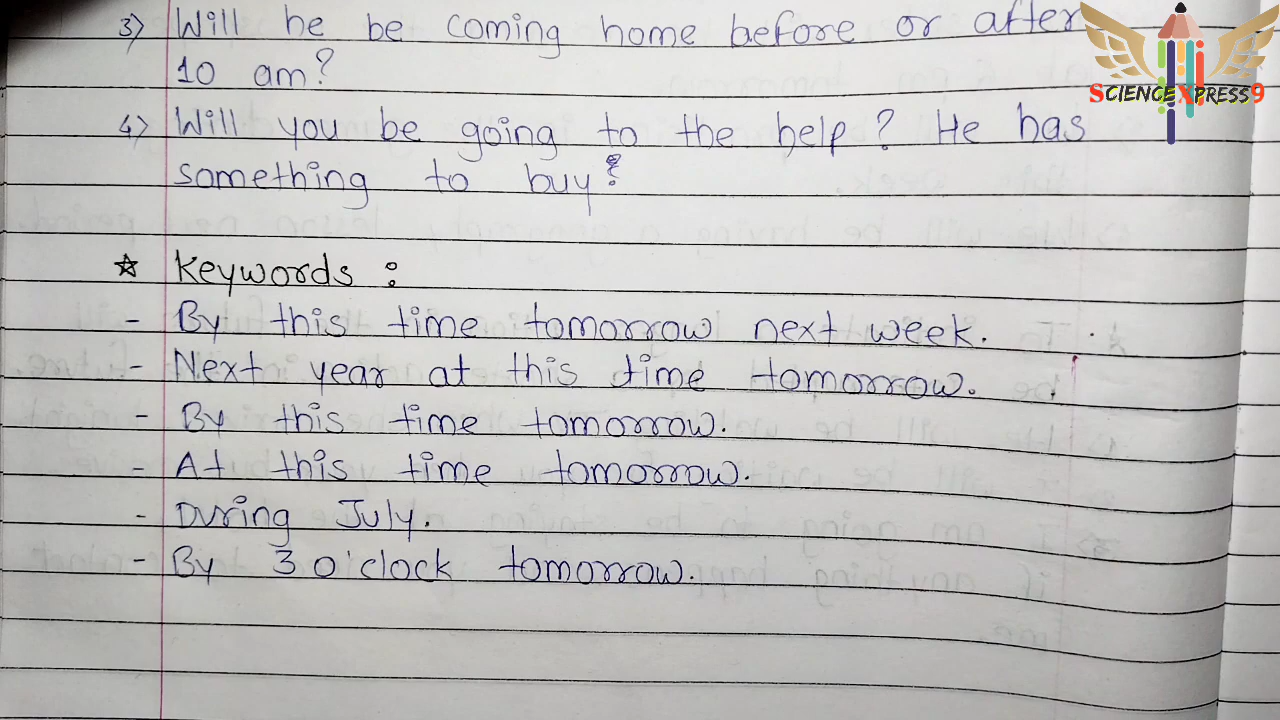 3) Will he be coming home before or after
10 am?
4) Will you be going to the help? He has
something to buy?
☆ Keywords :
- By this time tomorrow next week.
- Next year at this time tomorrow.
- By this time tomorrow.
- At this time tomorrow.
- During July.
- By 3 o'clock tomorrow.
SCIENCEXPRESS9